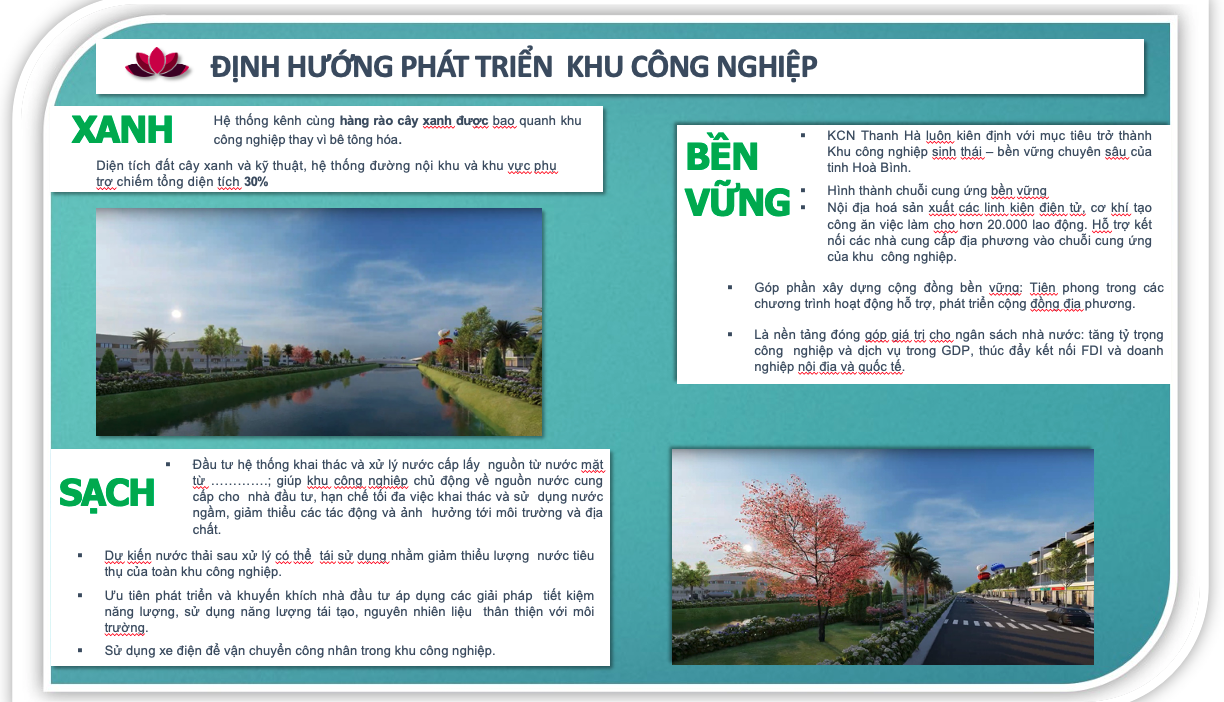 ĐỊNH HƯỚNG PHÁT TRIỂN KHU CÔNG NGHIỆP
XANH
Hệ thống kênh cùng hàng rào cây xanh được bao quanh khu
công nghiệp thay vì bê tông hóa.
Diện tích đất cây xanh và kỹ thuật, hệ thống đường nội khu và khu vực phụ
trợ chiếm tổng diện tích 30%
BỀN
VỮNG
▪ KCN Thanh Hà luôn kiên định với mục tiêu trở thành
Khu công nghiệp sinh thái – bền vững chuyên sâu của
tỉnh Hoà Bình.
▪ Hình thành chuỗi cung ứng bền vững
▪ Nội địa hoá sản xuất các linh kiện điện tử, cơ khí tạo
công ăn việc làm cho hơn 20.000 lao động. Hỗ trợ kết
nối các nhà cung cấp địa phương vào chuỗi cung ứng
của khu công nghiệp.
▪ Góp phần xây dựng cộng đồng bền vững: Tiên phong trong các
chương trình hoạt động hỗ trợ, phát triển cộng đồng địa phương.
▪ Là nền tảng đóng góp giá trị cho ngân sách nhà nước: tăng tỷ trọng
công nghiệp và dịch vụ trong GDP, thúc đẩy kết nối FDI và doanh
nghiệp nội địa và quốc tế.
SẠCH
▪ Đầu tư hệ thống khai thác và xử lý nước cấp lấy nguồn từ nước mặt
từ ………….; giúp khu công nghiệp chủ động về nguồn nước cung
cấp cho nhà đầu tư, hạn chế tối đa việc khai thác và sử dụng nước
ngầm, giảm thiểu các tác động và ảnh hưởng tới môi trường và địa
chất.
▪ Dự kiến nước thải sau xử lý có thể tái sử dụng nhằm giảm thiểu lượng nước tiêu
thụ của toàn khu công nghiệp.
▪ Ưu tiên phát triển và khuyến khích nhà đầu tư áp dụng các giải pháp tiết kiệm
năng lượng, sử dụng năng lượng tái tạo, nguyên nhiên liệu thân thiện với môi
trường.
▪ Sử dụng xe điện để vận chuyển công nhân trong khu công nghiệp.